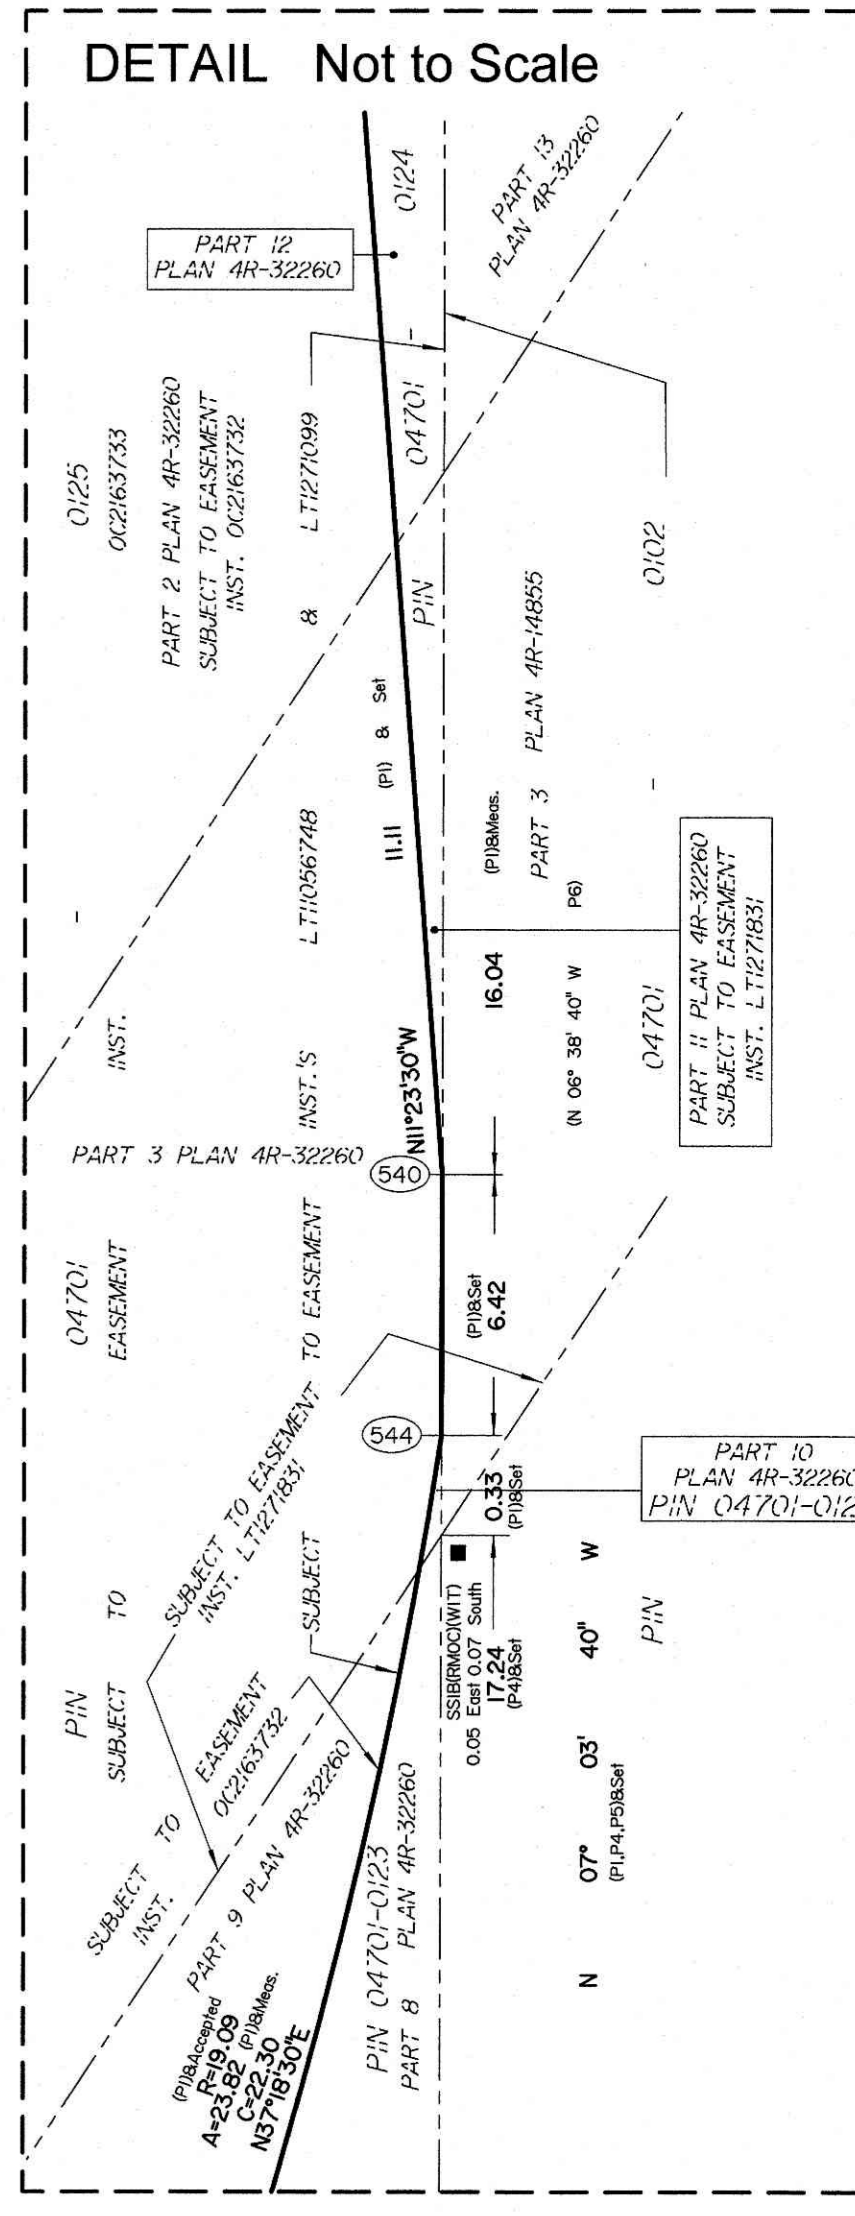 DETAIL Not to Scale
PART 12
PLAN 4R-32260
0124
-
04701
PIN
PART 13
PLAN 4R-32260
0125
OC2163733
PART 2 PLAN 4R-32260
SUBJECT TO EASEMENT
INST. OC2163732
INST.'S LT1056748 & LT1271099
11.11 (P1) & Set
N11°23'30"W
16.04 (P1)&Meas.
PART 3 PLAN 4R-14855
(N 06° 38' 40" W P6)
0102
-
04701
PIN
PART 11 PLAN 4R-32260
SUBJECT TO EASEMENT
INST. LT1271831
-
INST.
PART 3 PLAN 4R-32260
540
04701
EASEMENT
SUBJECT TO EASEMENT
(P1)&Set
6.42
SUBJECT TO EASEMENT
INST. LT1271831
544
PART 10
PLAN 4R-32260
0.33
(P1)&Set
SSIB(RMOC)(WIT)
0.05 East 0.07 South
17.24
(P4)&Set
N 07° 03' 40" W
(P1,P4,P5)&Set
PIN
SUBJECT TO
SUBJECT TO EASEMENT
INST. OC2163732
PART 9 PLAN 4R-32260
PIN 04701-0123
PART 8 PLAN 4R-32260
(P1)&Accepted
R=19.09
A=23.82 (P1)&Meas.
C=22.30
N37°18'30"E